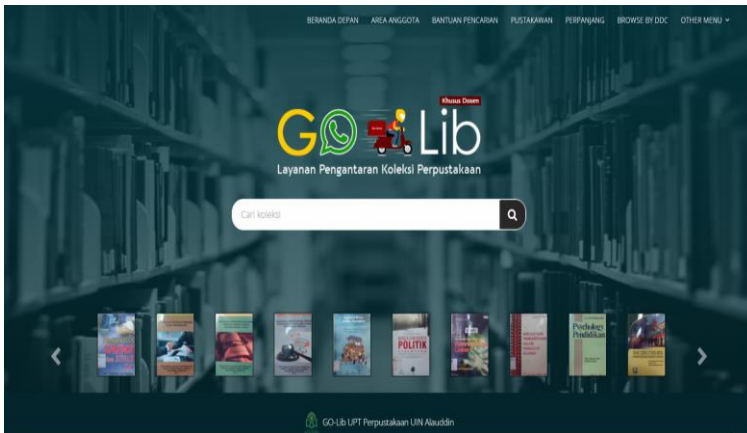 BERANDA DEPAN AREA ANGGOTA BANTUAN PENCARIAN PUSTAKAWAN PERPANJANG BROWSE BY DDC OTHER MENU
Khusus Dosen
GO Lib
Layanan Pengantaran Koleksi Perpustakaan
Cari koleksi
POLITIK
Psychology
Pendidikan
GO-Lib UPT Perpustakaan UIN Alauddin